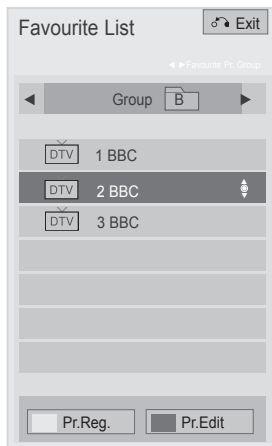 Favourite List Exit
◄ ►Favourite Pr. Group
◄ Group B ►
DTV 1 BBC
DTV 2 BBC
DTV 3 BBC
Pr.Reg. Pr.Edit